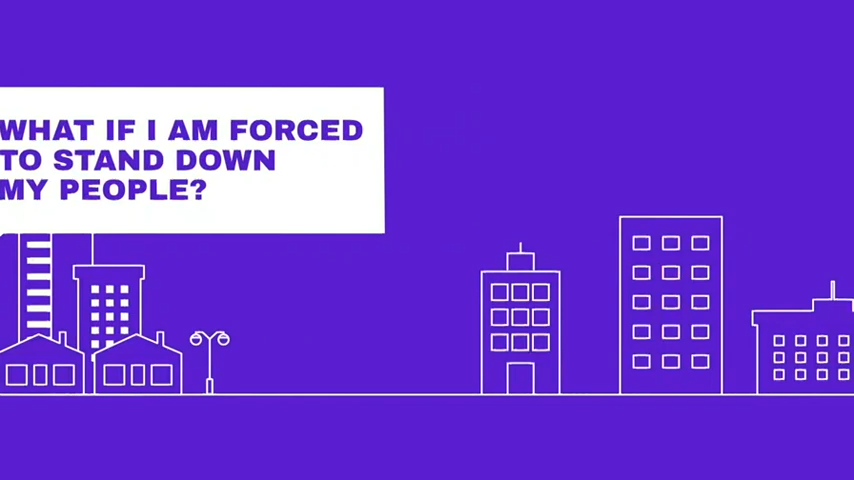 WHAT IF I AM FORCED
TO STAND DOWN
MY PEOPLE?